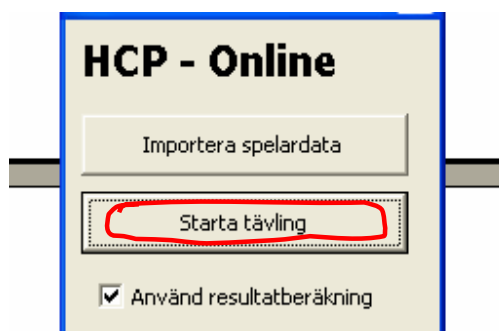 HCP - Online
Importera spelardata
Starta tävling
Använd resultatberäkning